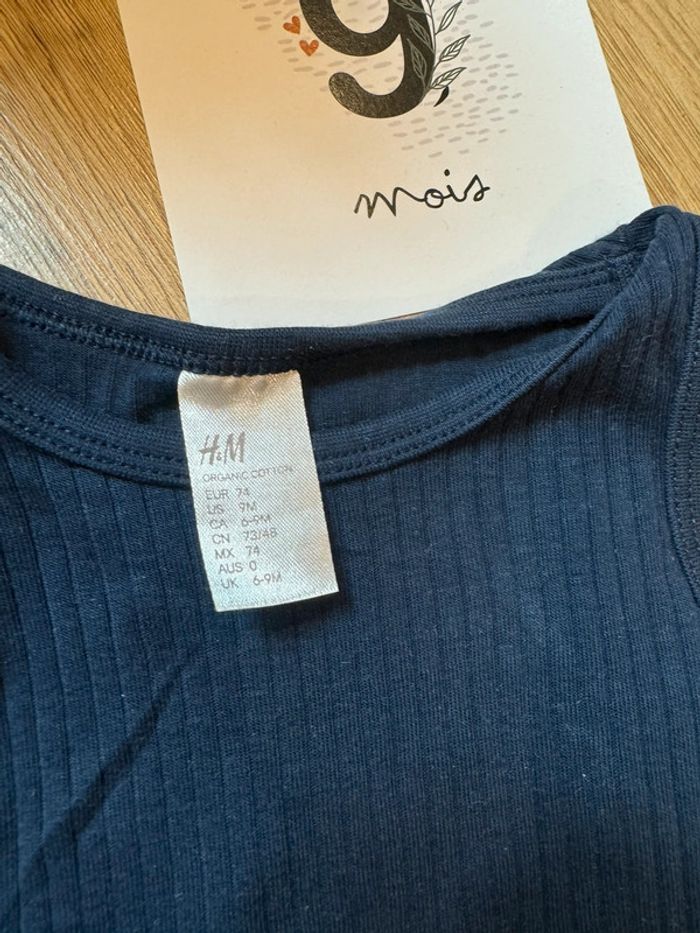 9
mois
H&M
ORGANIC COTTON
EUR 74
US 9M
CA 6-9M
CN 73/48
MX 74
AUS 0
UK 6-9M